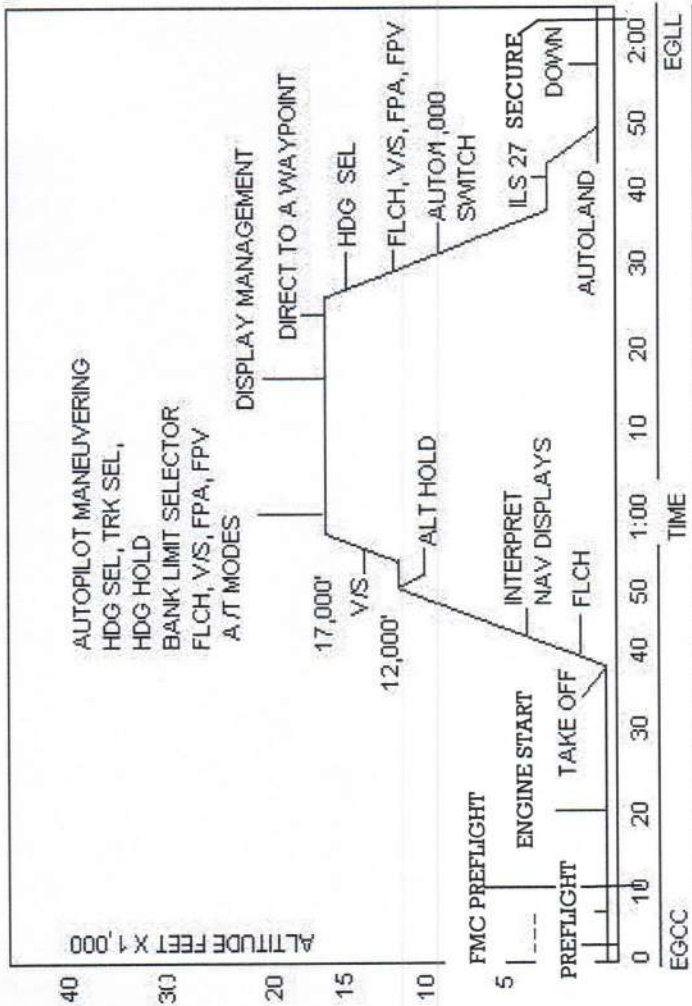 ALTITUDE FEET X 1,000
40
30
15
10
5
AUTOPILOT MANEUVERING
HDG SEL, TRK SEL,
HDG HOLD
BANK LIMIT SELECTOR
FLCH, V/S, FPA, FPV
A/T MODES
DISPLAY MANAGEMENT
DIRECT TO A WAYPOINT
17,000'
V/S
12,000'
ALT HOLD
HDG SEL
FLCH, V/S, FPA, FPV
AUTO/1,000
SWITCH
FMC PREFLIGHT
ENGINE START
PREFLIGHT
TAKE OFF
INTERPRET
NAV DISPLAYS
FLCH
ILS 27
SECURE
DOWN
AUTOLAND
0 10 20 30 40 50 1:00 10 20 30 40 50 2:00
EGCC TIME EGLL